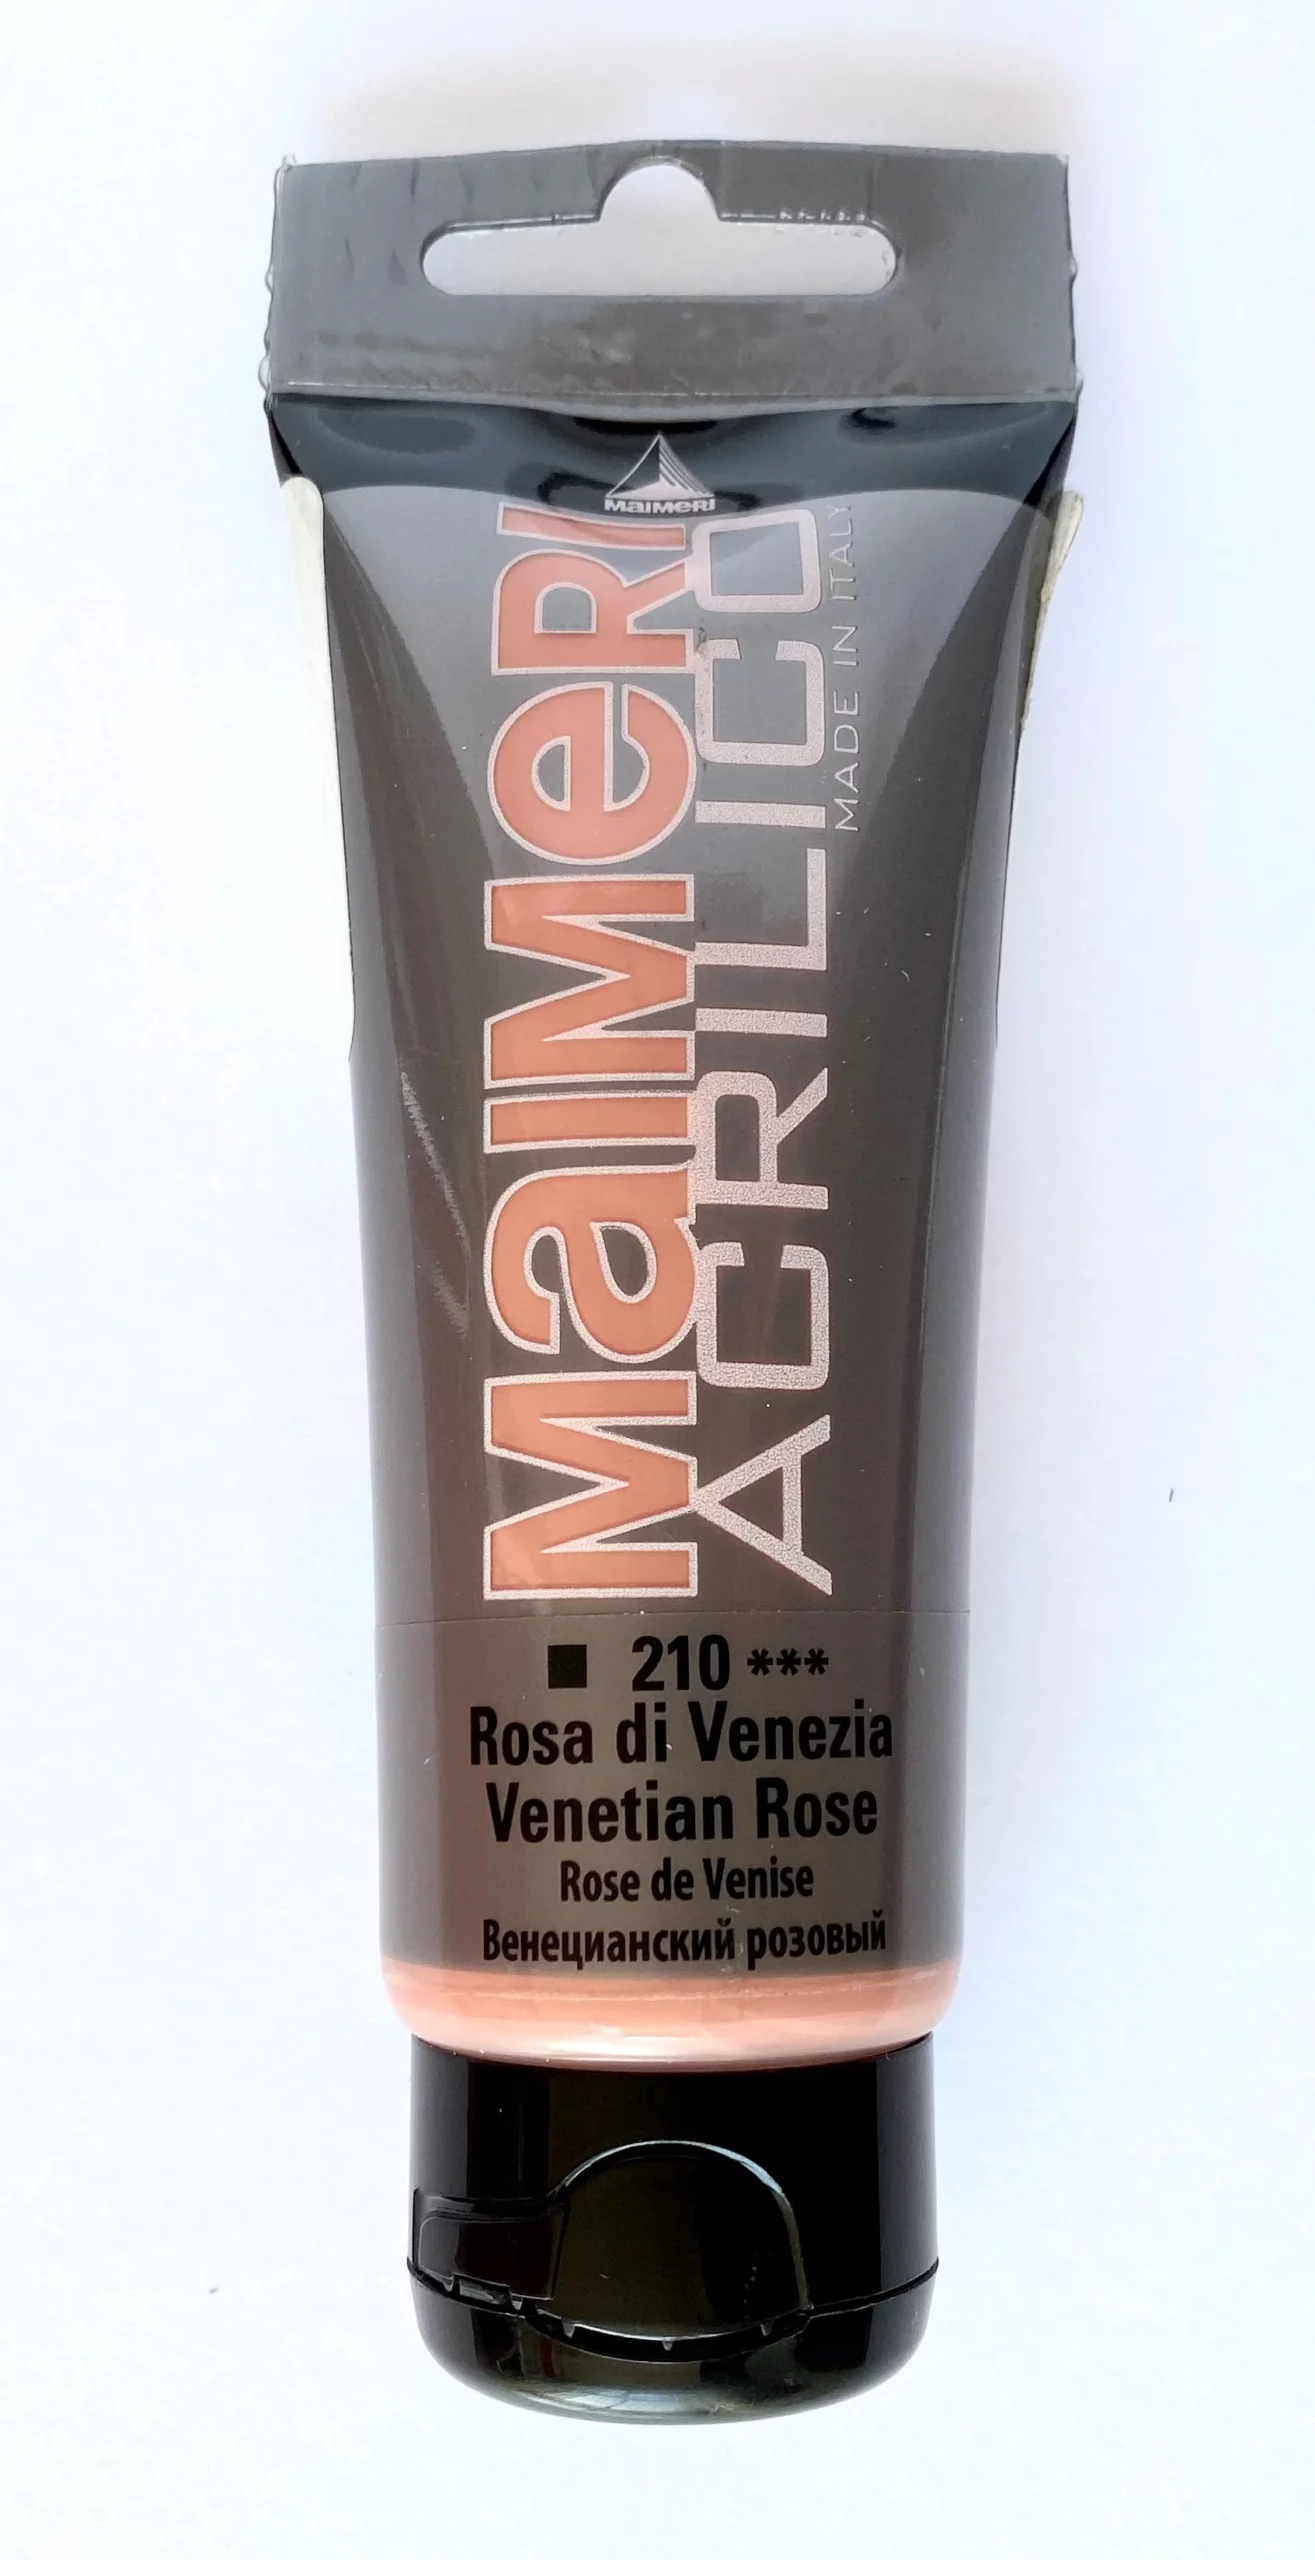 MaIMeRI
MaIMeRI
ACRILICO
MADE IN ITALY
210 ***
Rosa di Venezia
Venetian Rose
Rose de Venise
Венецианский розовый